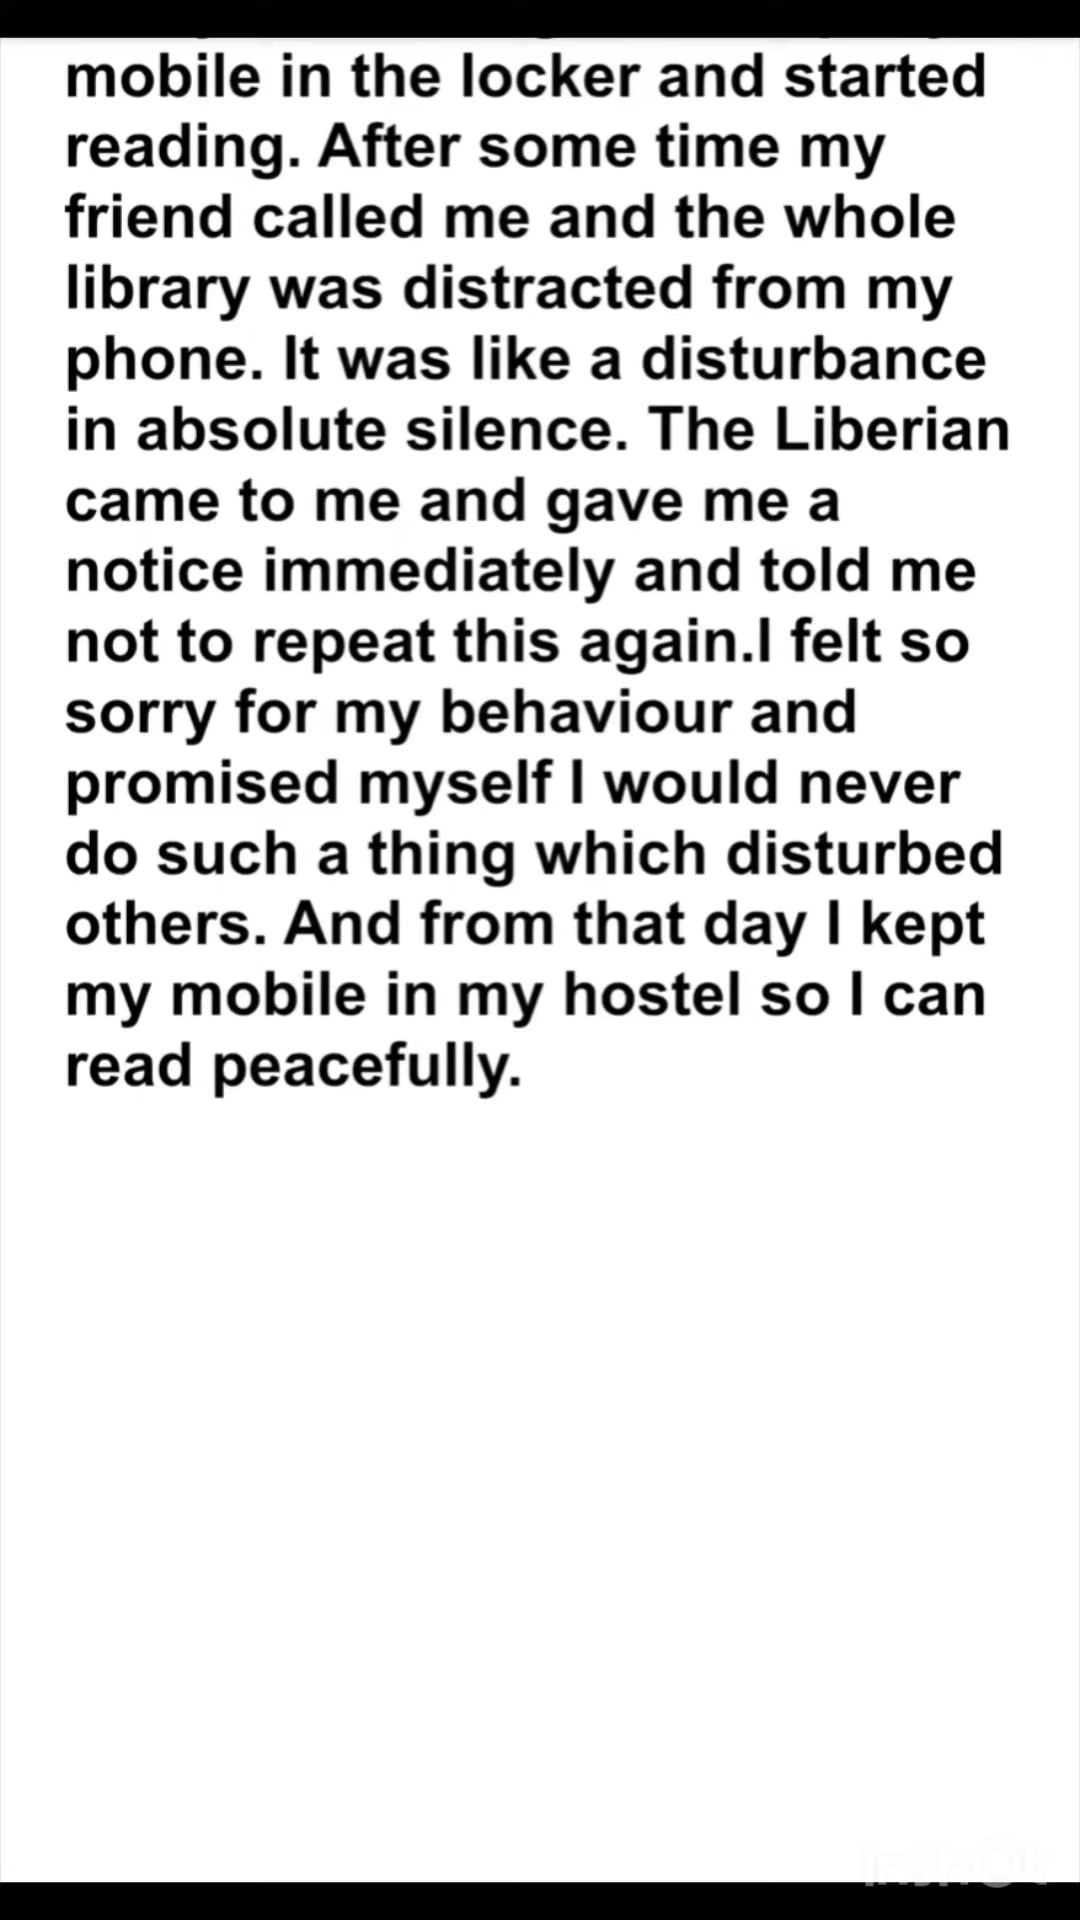 mobile in the locker and started
reading. After some time my
friend called me and the whole
library was distracted from my
phone. It was like a disturbance
in absolute silence. The Liberian
came to me and gave me a
notice immediately and told me
not to repeat this again.I felt so
sorry for my behaviour and
promised myself I would never
do such a thing which disturbed
others. And from that day I kept
my mobile in my hostel so I can
read peacefully.
InShOt